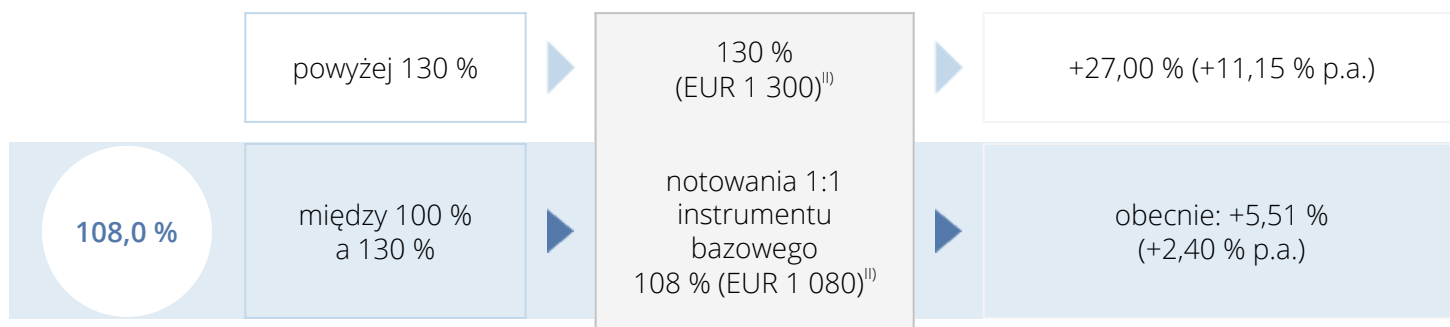 powyżej 130 %
130 %
(EUR 1 300)II)
+27,00 % (+11,15 % p.a.)
108,0 %
między 100 %
a 130 %
notowania 1:1
instrumentu
bazowego
108 % (EUR 1 080)II)
obecnie: +5,51 %
(+2,40 % p.a.)